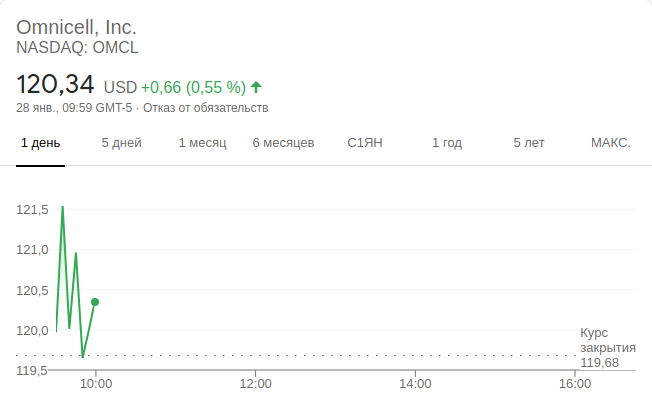 Omnicell, Inc.
NASDAQ: OMCL
120,34 USD +0,66 (0,55 %)
28 янв., 09:59 GMT-5 · Отказ от обязательств
1 день 5 дней 1 месяц 6 месяцев С1ЯН 1 год 5 лет МАКС.
121,5
121,0
120,5
120,0
119,5
Курс
закрытия
119,68
10:00 12:00 14:00 16:00